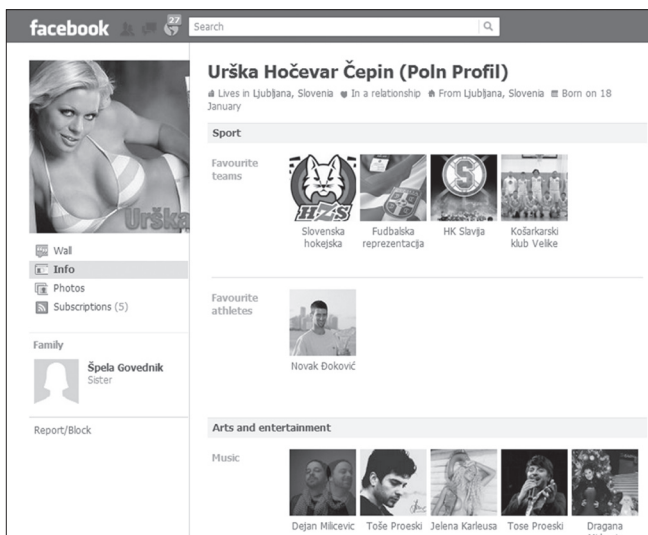 facebook
27
Search
Urška Hočevar Čepin (Poln Profil)
Lives in Ljubljana, Slovenia In a relationship From Ljubljana, Slovenia Born on 18
January
Urška
Wall
Info
Photos
Subscriptions (5)
Family
Špela Govednik
Sister
Report/Block
Sport
Favourite
teams
HZS
Slovenska
hokejska
Fudbalska
reprezentacija
S
HK Slavija
Košarkarski
klub Velike
Favourite
athletes
Novak Đoković
Arts and entertainment
Music
Dejan Milicevic
Toše Proeski
Jelena Karleusa
Tose Proeski
Dragana